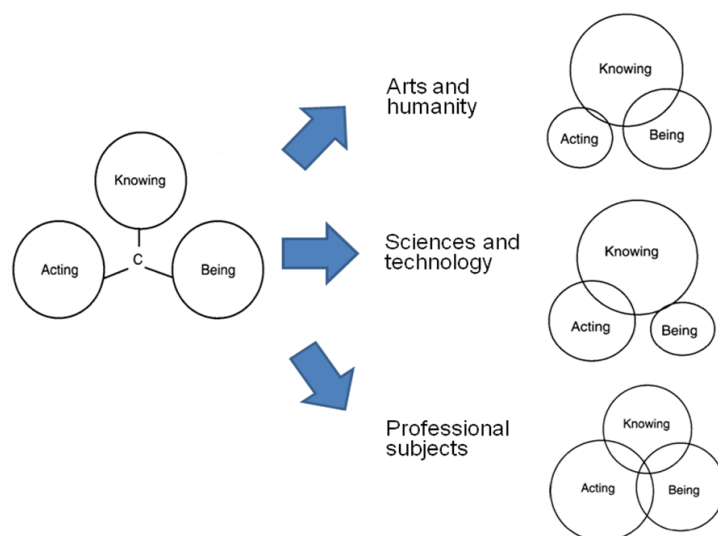 Knowing
Acting
C
Being
Arts and
humanity
Knowing
Acting
Being
Sciences and
technology
Knowing
Acting
Being
Professional
subjects
Knowing
Acting
Being